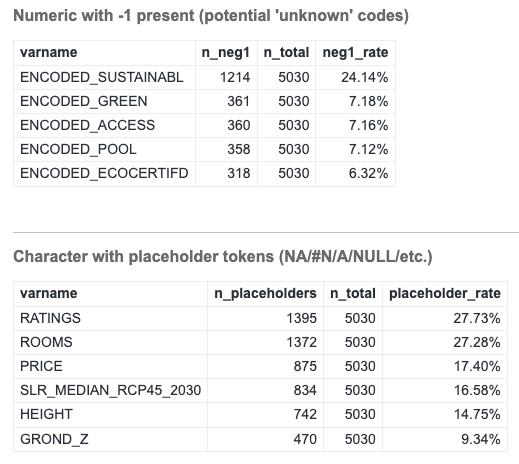 Numeric with -1 present (potential 'unknown' codes)
varname n_neg1 n_total neg1_rate
ENCODED_SUSTAINABL 1214 5030 24.14%
ENCODED_GREEN 361 5030 7.18%
ENCODED_ACCESS 360 5030 7.16%
ENCODED_POOL 358 5030 7.12%
ENCODED_ECOCERTIFD 318 5030 6.32%
Character with placeholder tokens (NA/#N/A/NULL/etc.)
varname n_placeholders n_total placeholder_rate
RATINGS 1395 5030 27.73%
ROOMS 1372 5030 27.28%
PRICE 875 5030 17.40%
SLR_MEDIAN_RCP45_2030 834 5030 16.58%
HEIGHT 742 5030 14.75%
GROND_Z 470 5030 9.34%